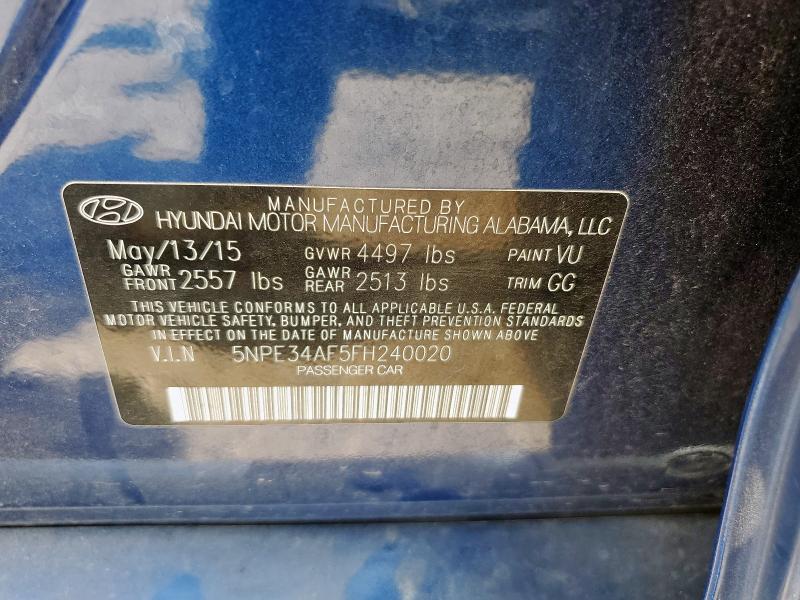 MANUFACTURED BY
HYUNDAI MOTOR MANUFACTURING ALABAMA, LLC
May/13/15 GVWR 4497 lbs PAINT VU
GAWR FRONT 2557 lbs GAWR REAR 2513 lbs TRIM GG
THIS VEHICLE CONFORMS TO ALL APPLICABLE U.S.A. FEDERAL
MOTOR VEHICLE SAFETY, BUMPER, AND THEFT PREVENTION STANDARDS
IN EFFECT ON THE DATE OF MANUFACTURE SHOWN ABOVE
V.I.N 5NPE34AF5FH240020
PASSENGER CAR